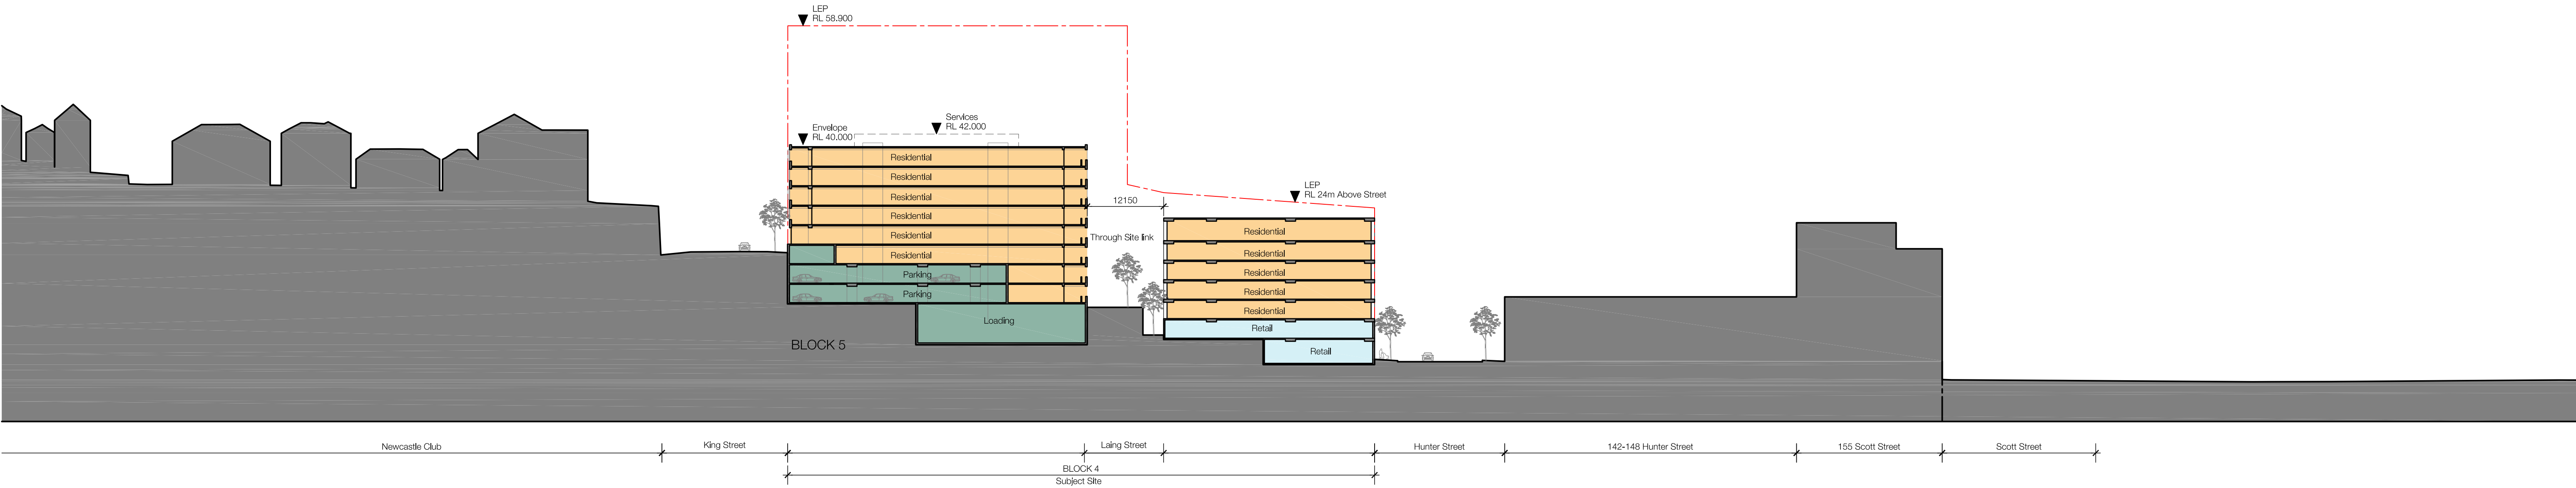 LEP
RL 58.900
Envelope
RL 40.000
Services
RL 42.000
Residential
Residential
Residential
Residential
Residential
Residential
Parking
Parking
Loading
BLOCK 5
12150
Through Site link
LEP
RL 24m Above Street
Residential
Residential
Residential
Residential
Residential
Retail
Retail
Newcastle Club
King Street
Laing Street
Hunter Street
142-148 Hunter Street
155 Scott Street
Scott Street
BLOCK 4
Subject Site